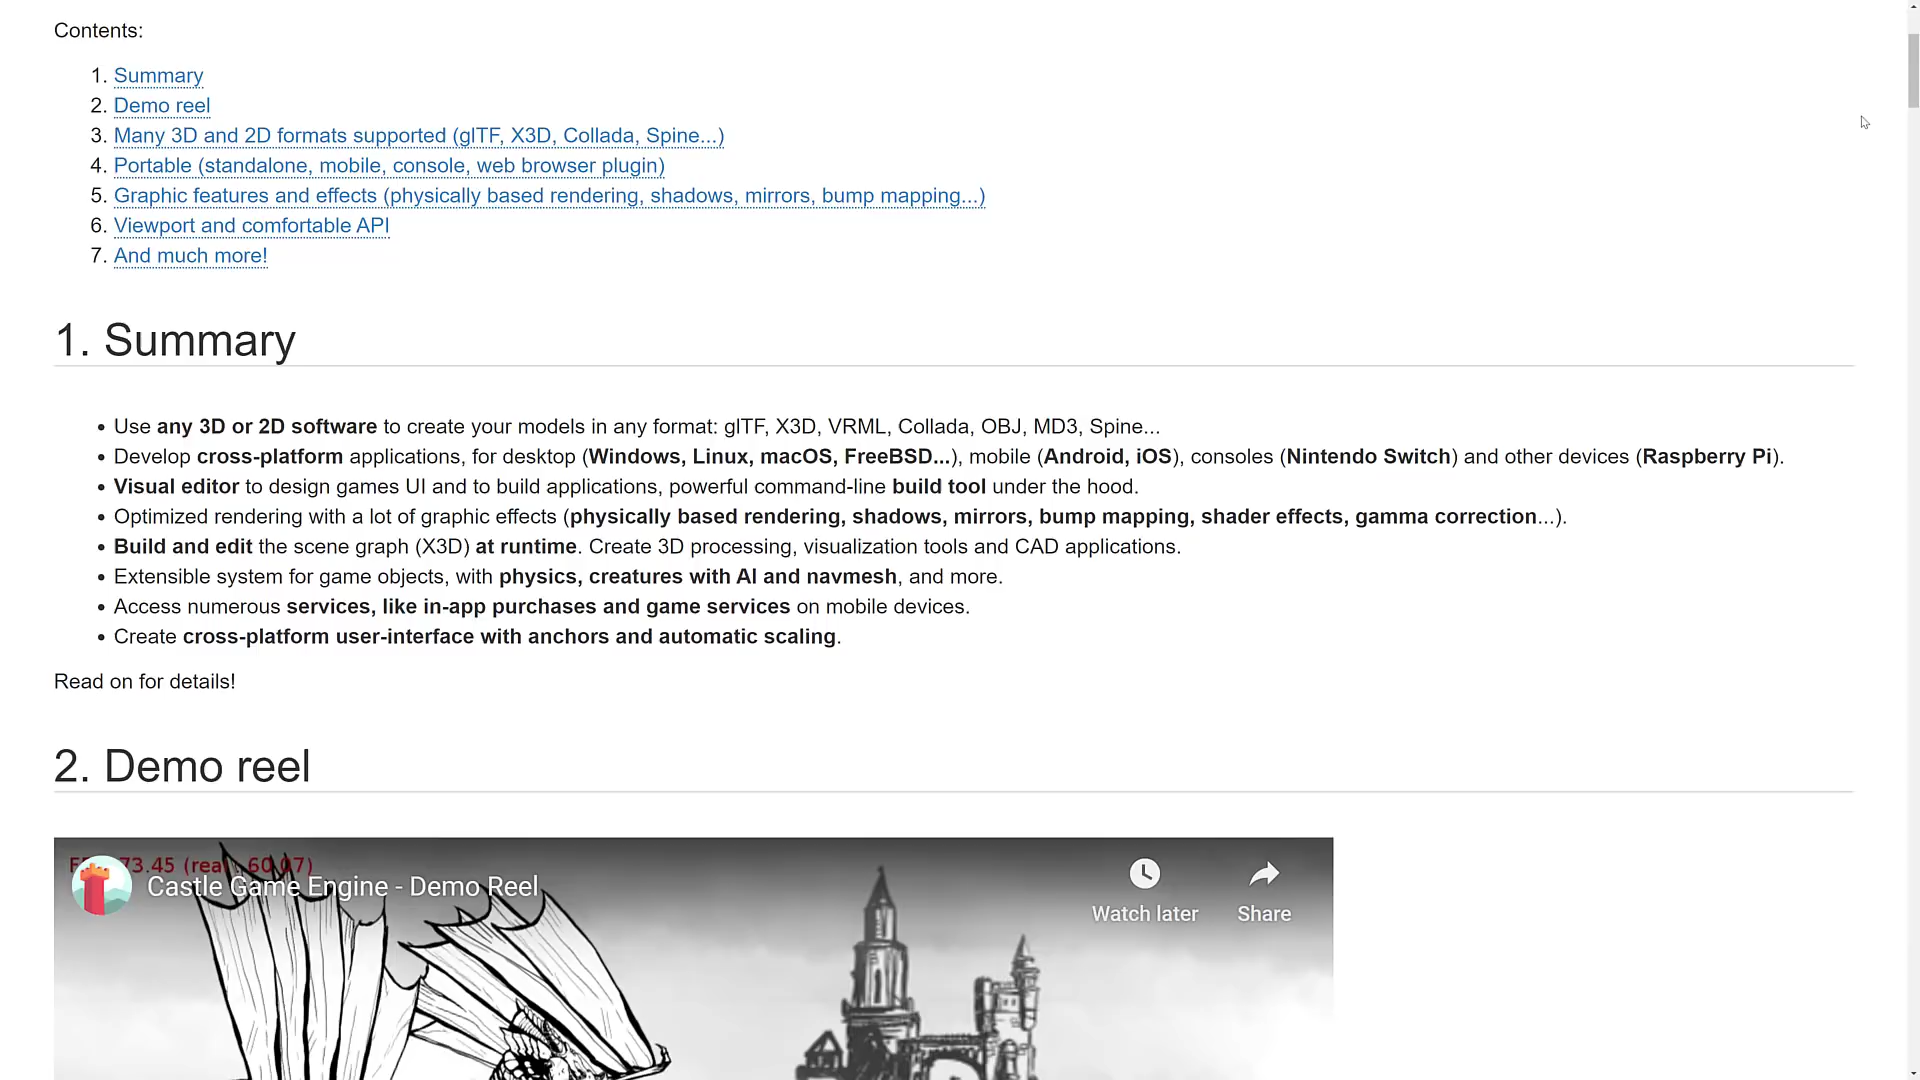 Contents:
1. Summary
2. Demo reel
3. Many 3D and 2D formats supported (glTF, X3D, Collada, Spine...)
4. Portable (standalone, mobile, console, web browser plugin)
5. Graphic features and effects (physically based rendering, shadows, mirrors, bump mapping...)
6. Viewport and comfortable API
7. And much more!
1. Summary
• Use any 3D or 2D software to create your models in any format: glTF, X3D, VRML, Collada, OBJ, MD3, Spine...
• Develop cross-platform applications, for desktop (Windows, Linux, macOS, FreeBSD...), mobile (Android, iOS), consoles (Nintendo Switch) and other devices (Raspberry Pi).
• Visual editor to design games UI and to build applications, powerful command-line build tool under the hood.
• Optimized rendering with a lot of graphic effects (physically based rendering, shadows, mirrors, bump mapping, shader effects, gamma correction...).
• Build and edit the scene graph (X3D) at runtime. Create 3D processing, visualization tools and CAD applications.
• Extensible system for game objects, with physics, creatures with AI and navmesh, and more.
• Access numerous services, like in-app purchases and game services on mobile devices.
• Create cross-platform user-interface with anchors and automatic scaling.
Read on for details!
2. Demo reel
Castle Game Engine - Demo Reel
Watch later
Share